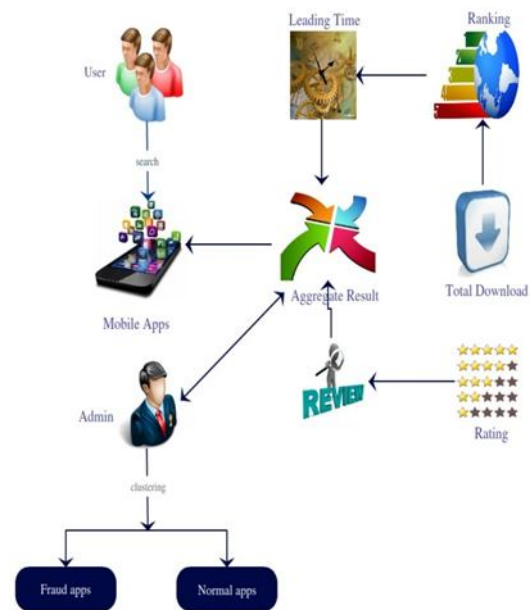 Leading Time
Ranking
User
search
Mobile Apps
Aggregate Result
Total Download
REVIEW
Rating
Admin
clustering
Fraud apps
Normal apps